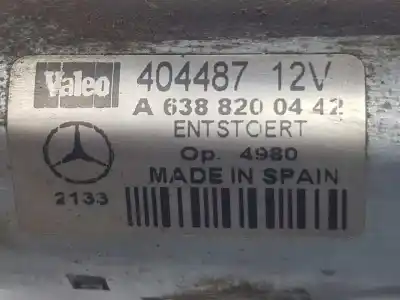 Valeo 404487 12V
A 638 820 04 42
ENTSTOERT
Op. 4980
2133 MADE IN SPAIN